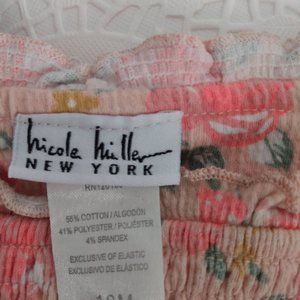 nicole miller
NEW YORK
55% COTTON / ALGODÓN
41% POLYESTER / POLIÉSTER
4% SPANDEX
EXCLUSIVE OF ELASTIC
EXCLUSIVO DE ELÁSTICO